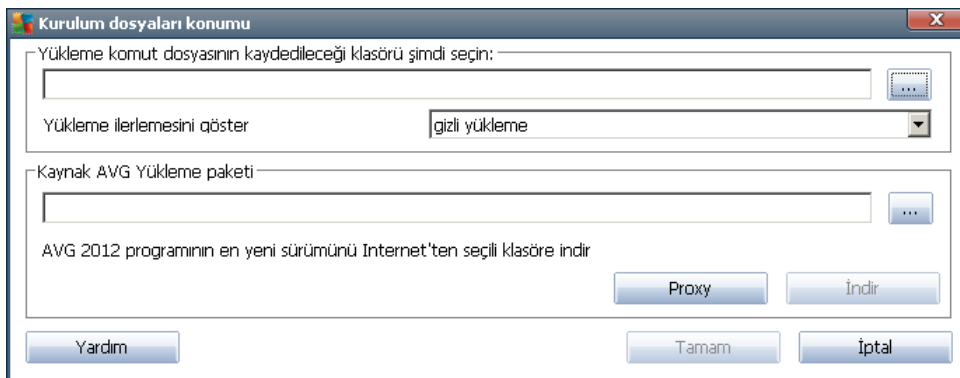 Kurulum dosyaları konumu
Yükleme komut dosyasının kaydedileceği klasörü şimdi seçin:
...
Yükleme ilerlemesini göster gizli yükleme
Kaynak AVG Yükleme paketi
...
AVG 2012 programının en yeni sürümünü Internet'ten seçili klasöre indir
Proxy İndir
Yardım Tamam İptal